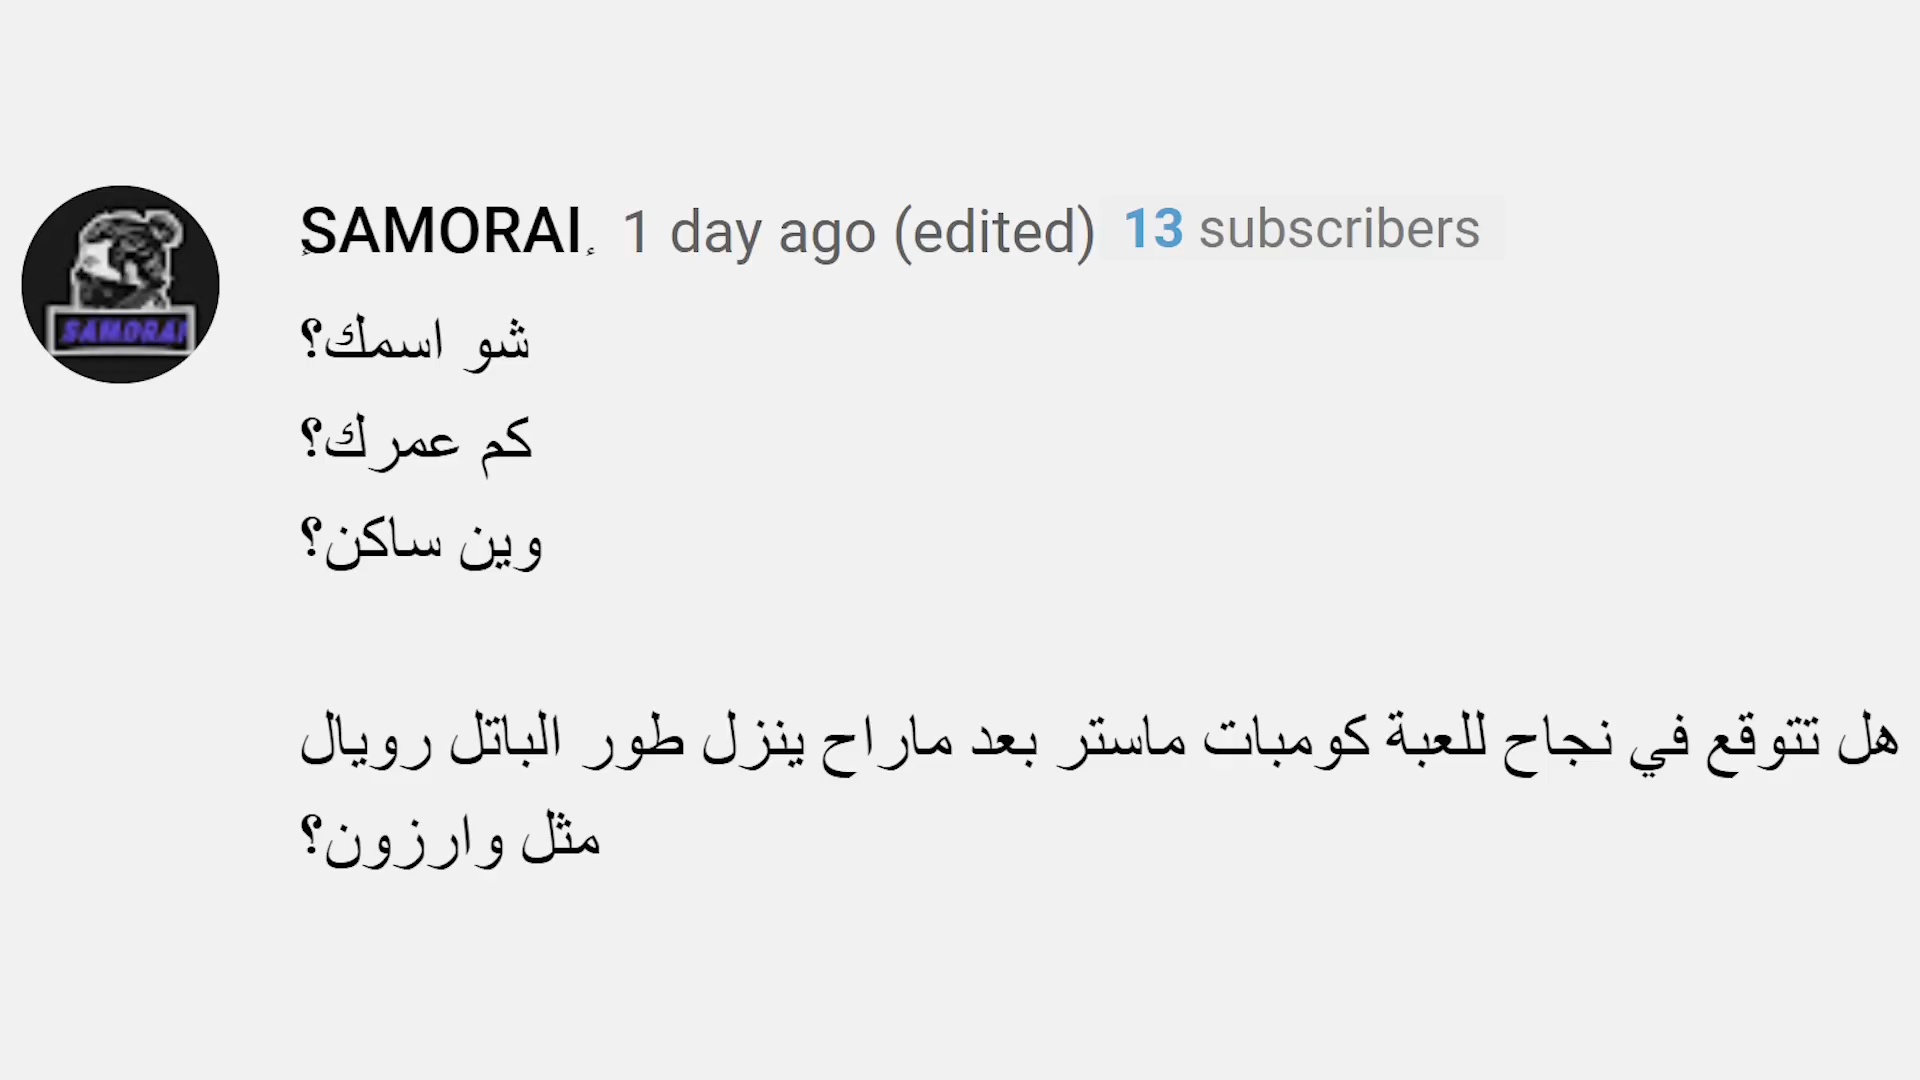 SAMORAI
SAMORAI 1 day ago (edited) 13 subscribers
شو اسمك؟
كم عمرك؟
وين ساكن؟
هل تتوقع في نجاح للعبة كومبات ماستر بعد ماراح ينزل طور الباتل رويال
مثل وارزون؟